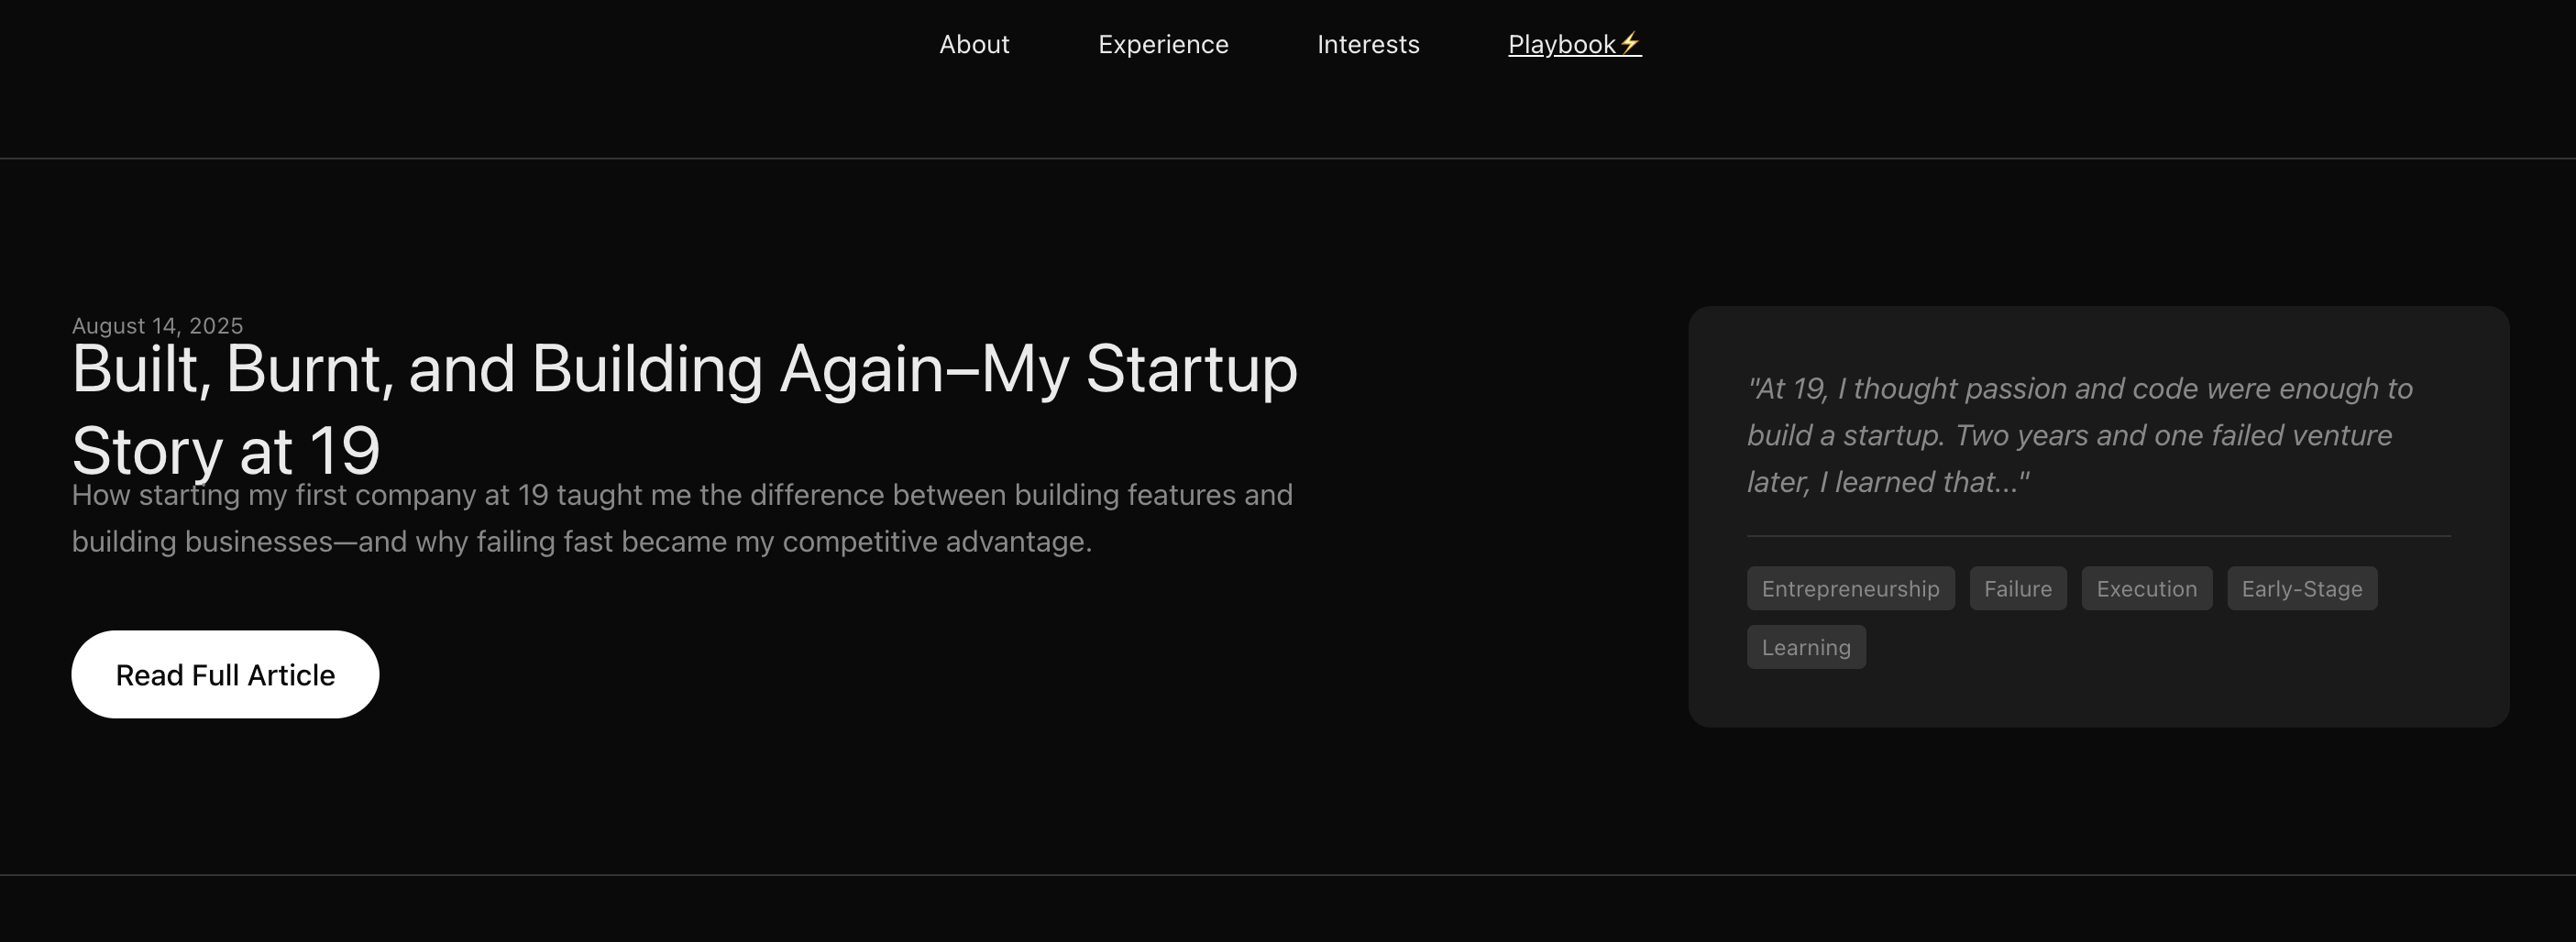 About Experience Interests Playbook⚡
August 14, 2025
Built, Burnt, and Building Again–My Startup
Story at 19
How starting my first company at 19 taught me the difference between building features and
building businesses—and why failing fast became my competitive advantage.
Read Full Article
"At 19, I thought passion and code were enough to
build a startup. Two years and one failed venture
later, I learned that..."
Entrepreneurship Failure Execution Early-Stage
Learning